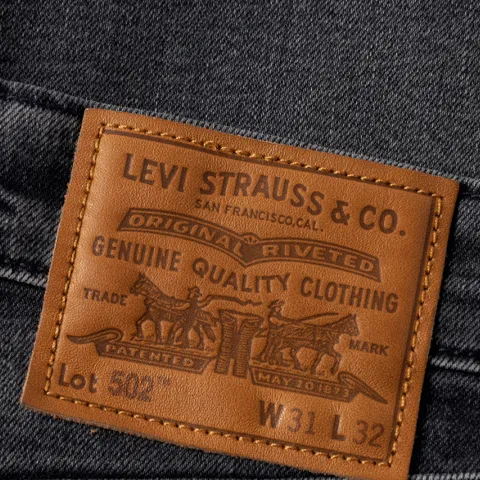 LEVI STRAUSS & CO.
SAN FRANCISCO, CAL.
ORIGINAL RIVETED
GENUINE QUALITY CLOTHING
TRADE MARK
PATENTED MAY 20 1873
Lot 502™
W 31 L 32